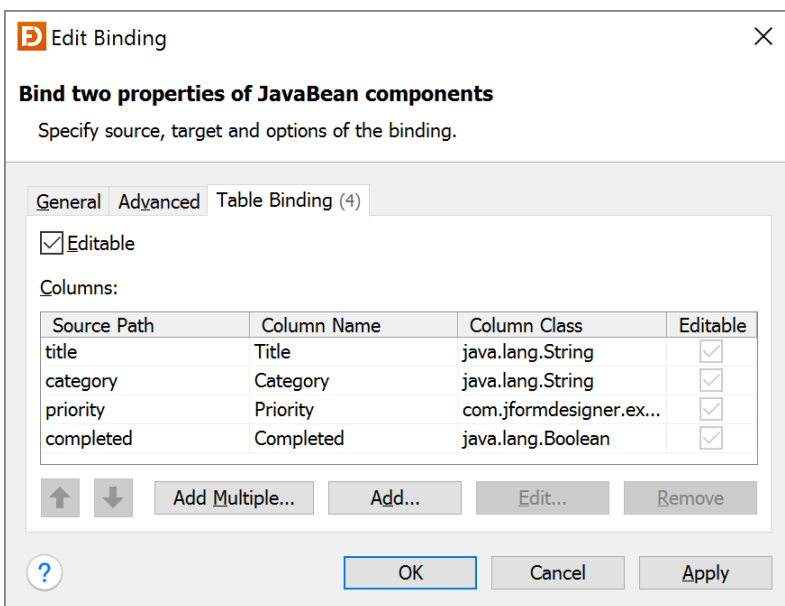 Edit Binding
Bind two properties of JavaBean components
Specify source, target and options of the binding.
General Advanced Table Binding (4)
Editable
Columns:
Source Path Column Name Column Class Editable
title Title java.lang.String
category Category java.lang.String
priority Priority com.jformdesigner.ex...
completed Completed java.lang.Boolean
Add Multiple... Add... Edit... Remove
? OK Cancel Apply